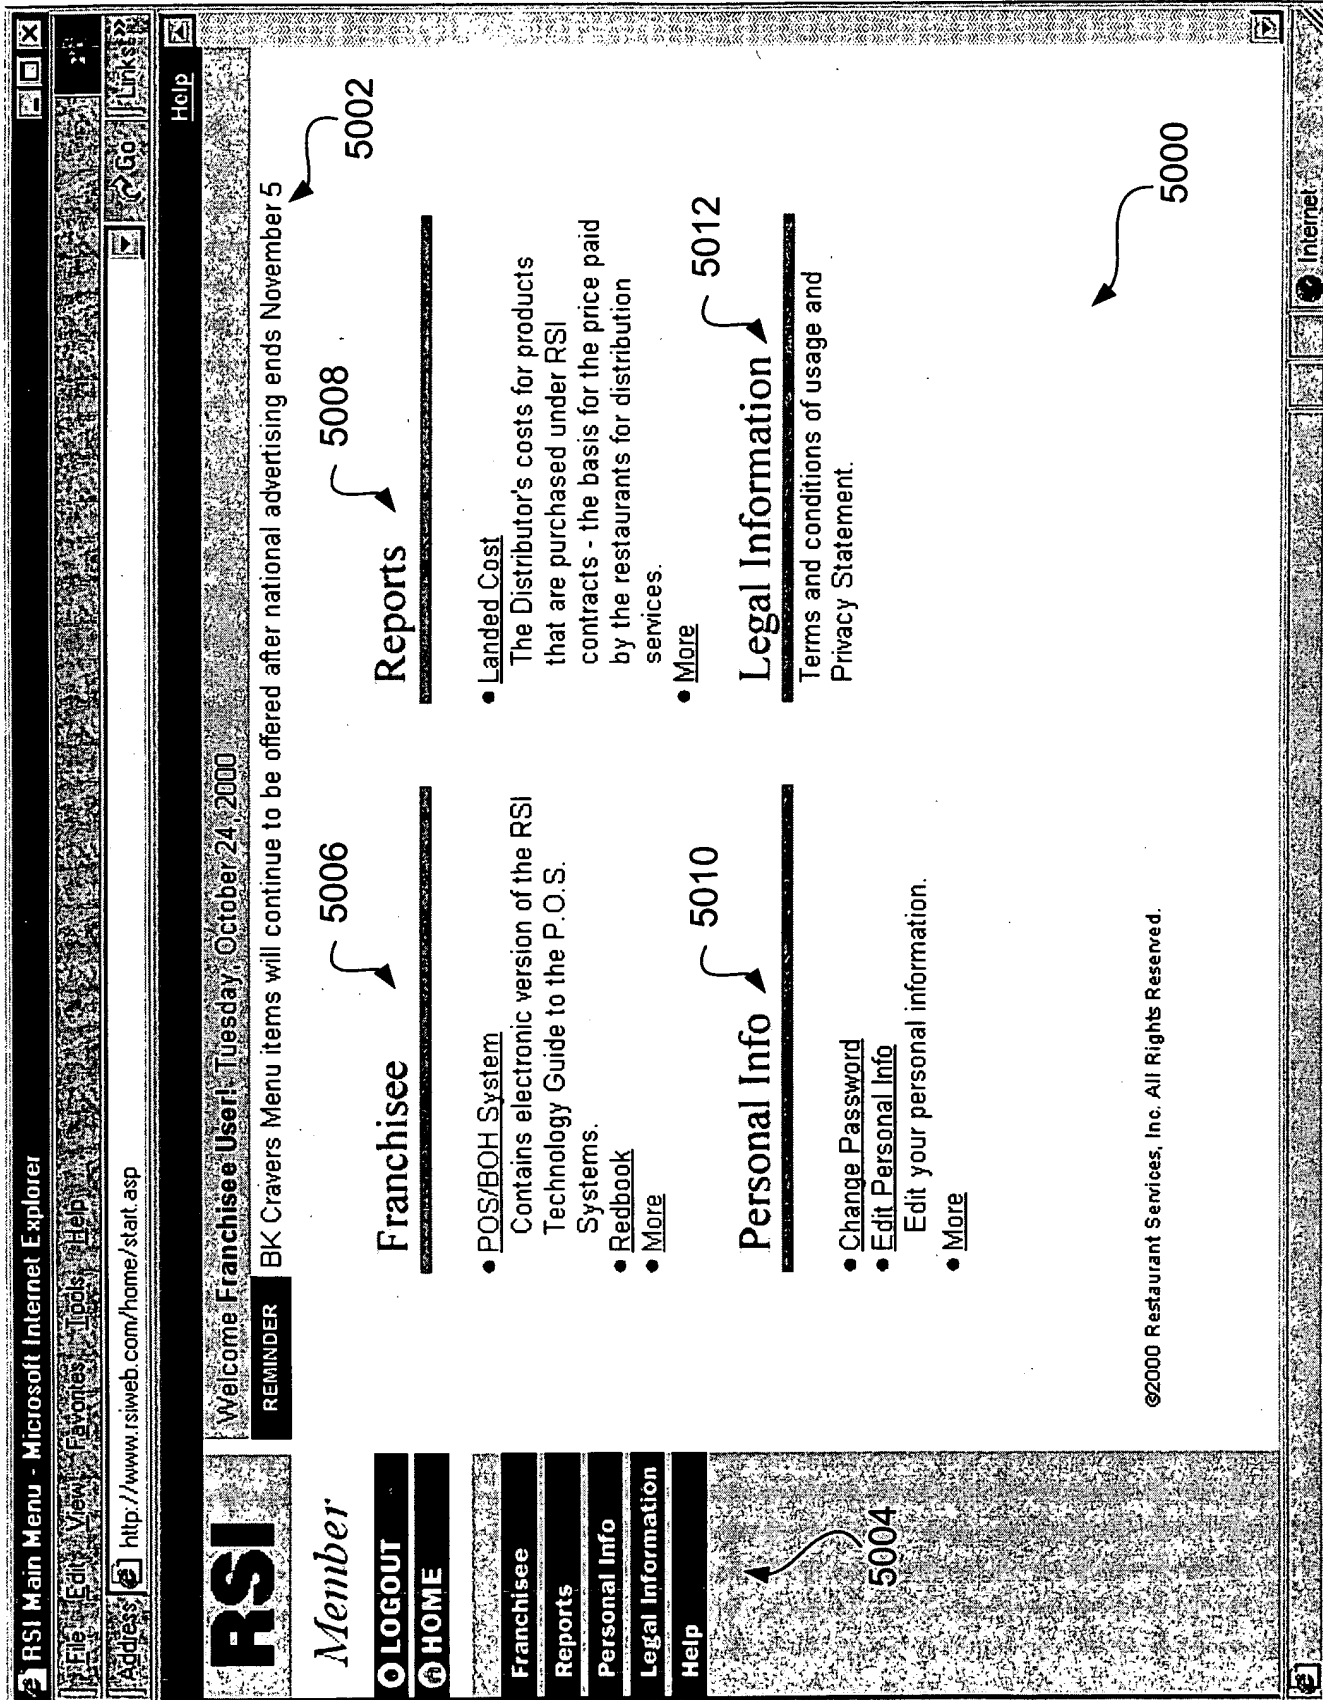 RSI Main Menu - Microsoft Internet Explorer
File Edit View Favorites Tools Help
Address http://www.rsiweb.com/home/start.asp Go Links »
Help
RSI
Welcome Franchisee User! Tuesday, October 24, 2000
REMINDER BK Cravers Menu items will continue to be offered after national advertising ends November 5
5002
Member
LOGOUT
HOME
Franchisee
Reports
Personal Info
Legal Information
Help
5004
Franchisee
5006
• POS/BOH System
Contains electronic version of the RSI
Technology Guide to the P.O.S.
Systems.
• Redbook
• More
Reports
5008
• Landed Cost
The Distributor's costs for products
that are purchased under RSI
contracts - the basis for the price paid
by the restaurants for distribution
services.
• More
Personal Info
5010
• Change Password
• Edit Personal Info
Edit your personal information.
• More
Legal Information
5012
Terms and conditions of usage and
Privacy Statement.
5000
©2000 Restaurant Services, Inc. All Rights Reserved.
Internet